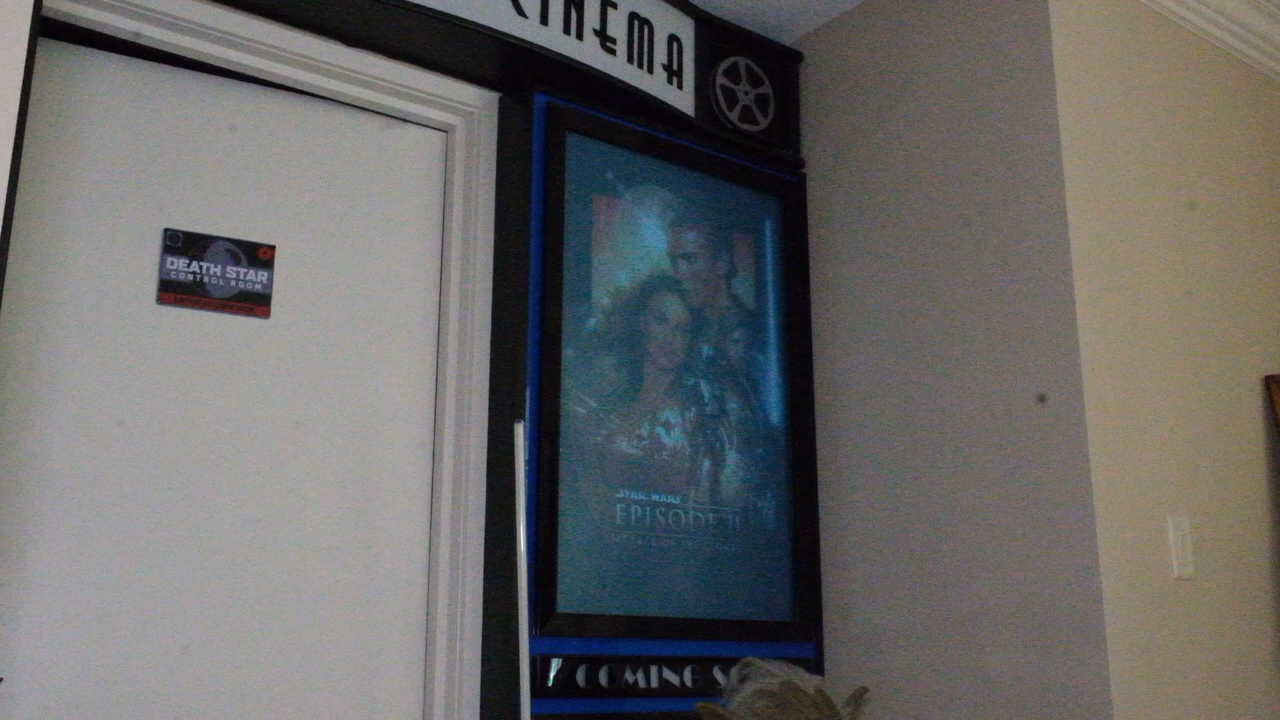 CINEMA
DEATH STAR
CONTROL ROOM
STAR WARS
EPISODE II
COMING